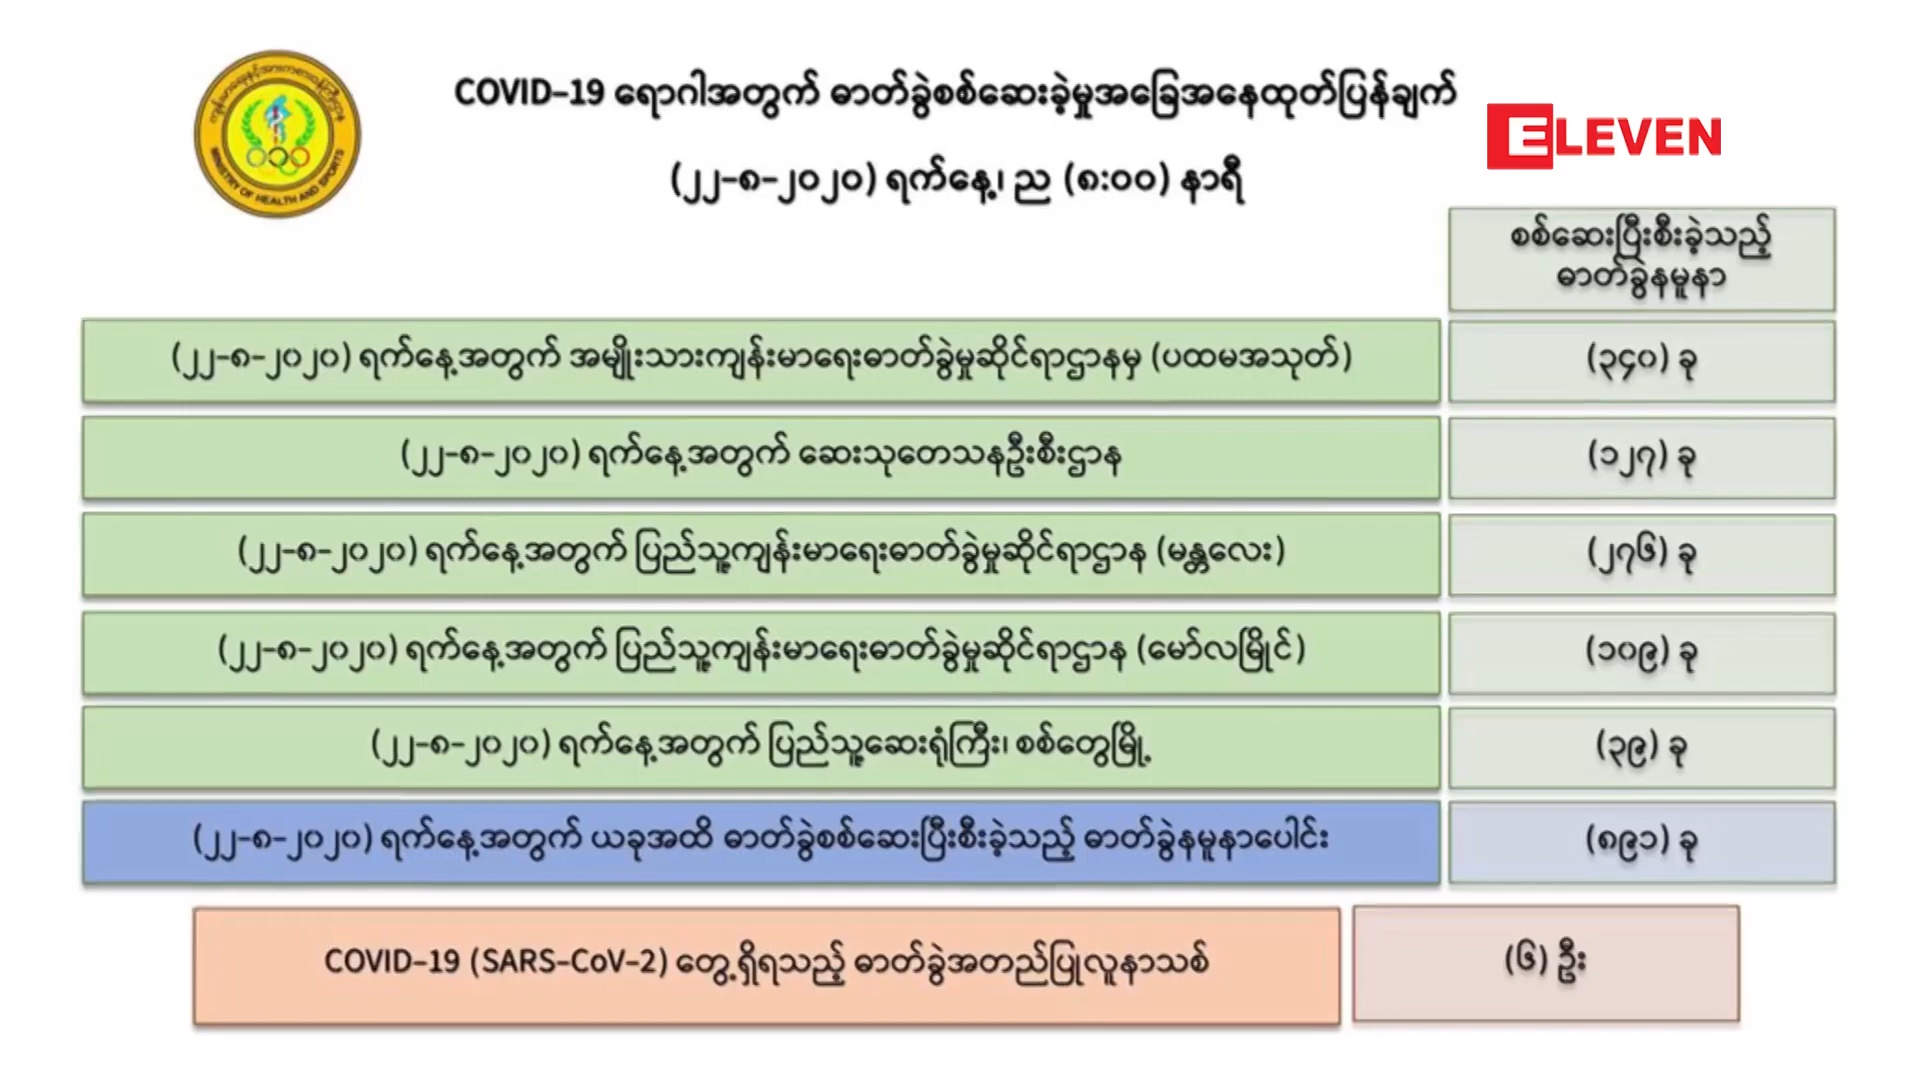 COVID-19 ရောဂါအတွက် ဓာတ်ခွဲစစ်ဆေးခဲ့မှုအခြေအနေထုတ်ပြန်ချက်
(၂၂-၈-၂၀၂၀) ရက်နေ့၊ ည (၈:၀၀) နာရီ
ELEVEN
MINISTRY OF HEALTH AND SPORTS
စစ်ဆေးပြီးစီးခဲ့သည့်
ဓာတ်ခွဲနမူနာ
(၂၂-၈-၂၀၂၀) ရက်နေ့အတွက် အမျိုးသားကျန်းမာရေးဓာတ်ခွဲမှုဆိုင်ရာဌာနမှ (ပထမအသုတ်) (၃၄၀) ခု
(၂၂-၈-၂၀၂၀) ရက်နေ့အတွက် ဆေးသုတေသနဦးစီးဌာန (၁၂၇) ခု
(၂၂-၈-၂၀၂၀) ရက်နေ့အတွက် ပြည်သူ့ကျန်းမာရေးဓာတ်ခွဲမှုဆိုင်ရာဌာန (မန္တလေး) (၂၇၆) ခု
(၂၂-၈-၂၀၂၀) ရက်နေ့အတွက် ပြည်သူ့ကျန်းမာရေးဓာတ်ခွဲမှုဆိုင်ရာဌာန (မော်လမြိုင်) (၁၀၉) ခု
(၂၂-၈-၂၀၂၀) ရက်နေ့အတွက် ပြည်သူ့ဆေးရုံကြီး၊ စစ်တွေမြို့ (၃၉) ခု
(၂၂-၈-၂၀၂၀) ရက်နေ့အတွက် ယခုအထိ ဓာတ်ခွဲစစ်ဆေးပြီးစီးခဲ့သည့် ဓာတ်ခွဲနမူနာပေါင်း (၈၉၁) ခု
COVID-19 (SARS-CoV-2) တွေ့ရှိရသည့် ဓာတ်ခွဲအတည်ပြုလူနာသစ် (၆) ဦး